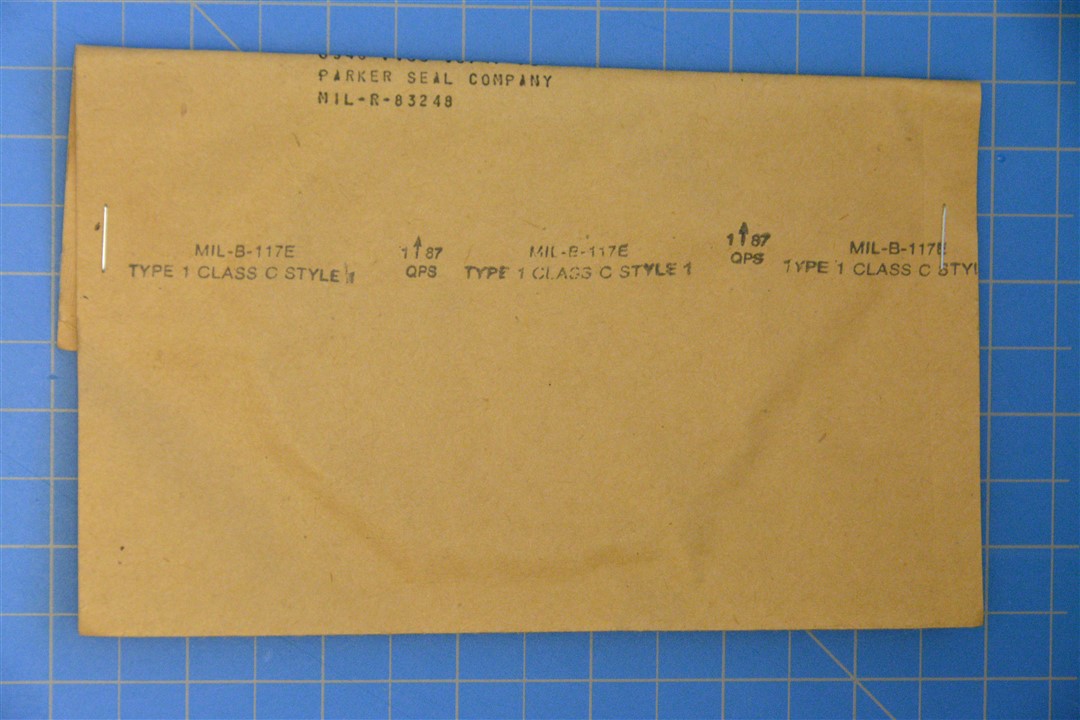 PARKER SEAL COMPANY
MIL-R-83248
MIL-B-117E
TYPE 1 CLASS C STYLE 1
1↑87
QPS
MIL-B-117E
TYPE 1 CLASS C STYLE 1
1↑87
QPS
MIL-B-117E
TYPE 1 CLASS C STYL